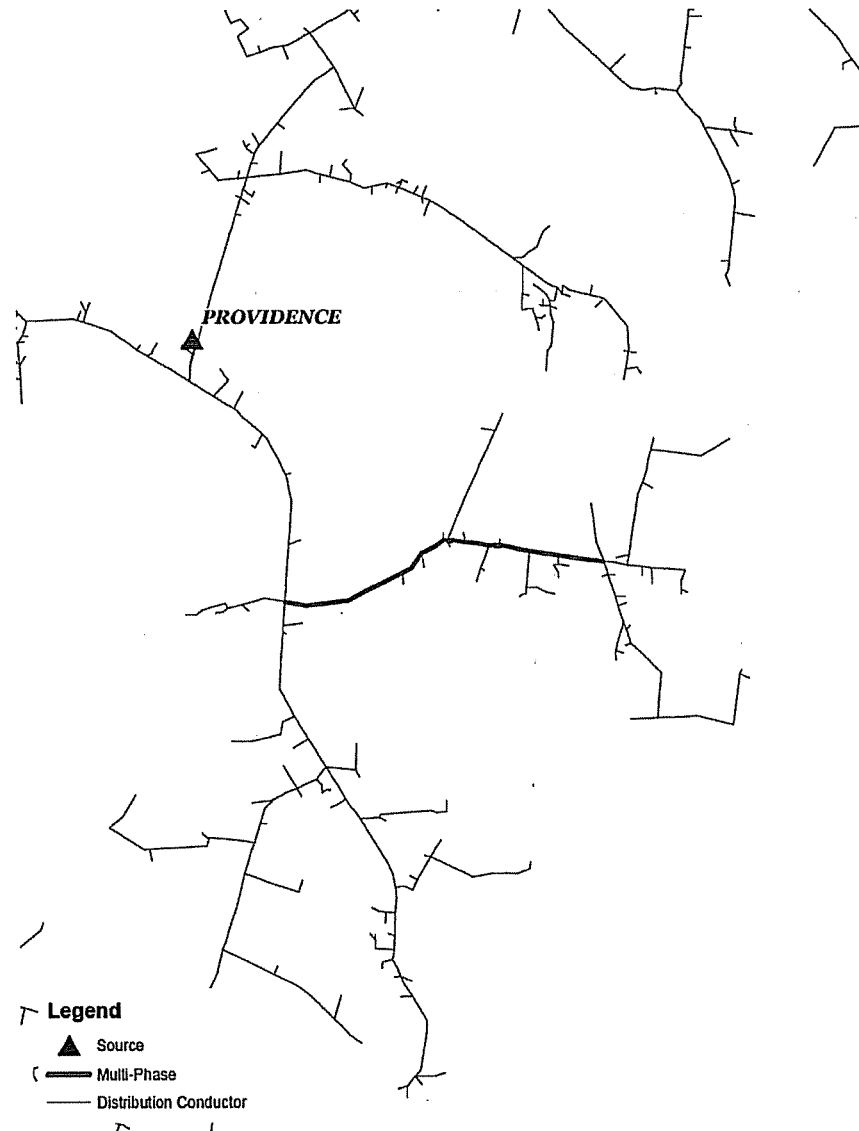 PROVIDENCE
Legend
Source
Multi-Phase
Distribution Conductor